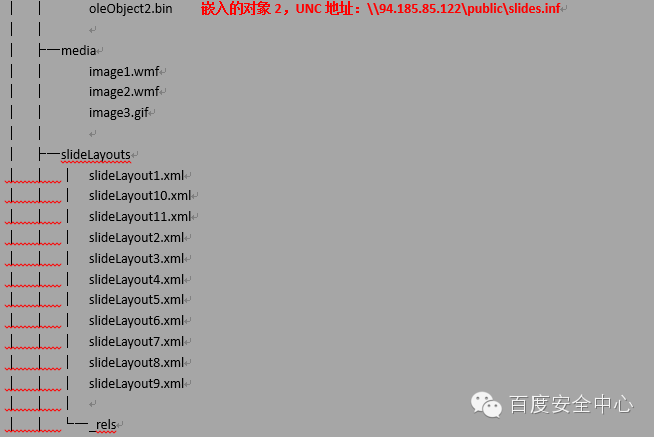 oleObject2.bin 嵌入的对象 2，UNC 地址：\\94.185.85.122\public\slides.inf
media
image1.wmf
image2.wmf
image3.gif
slideLayouts
slideLayout1.xml
slideLayout10.xml
slideLayout11.xml
slideLayout2.xml
slideLayout3.xml
slideLayout4.xml
slideLayout5.xml
slideLayout6.xml
slideLayout7.xml
slideLayout8.xml
slideLayout9.xml
_rels
百度安全中心